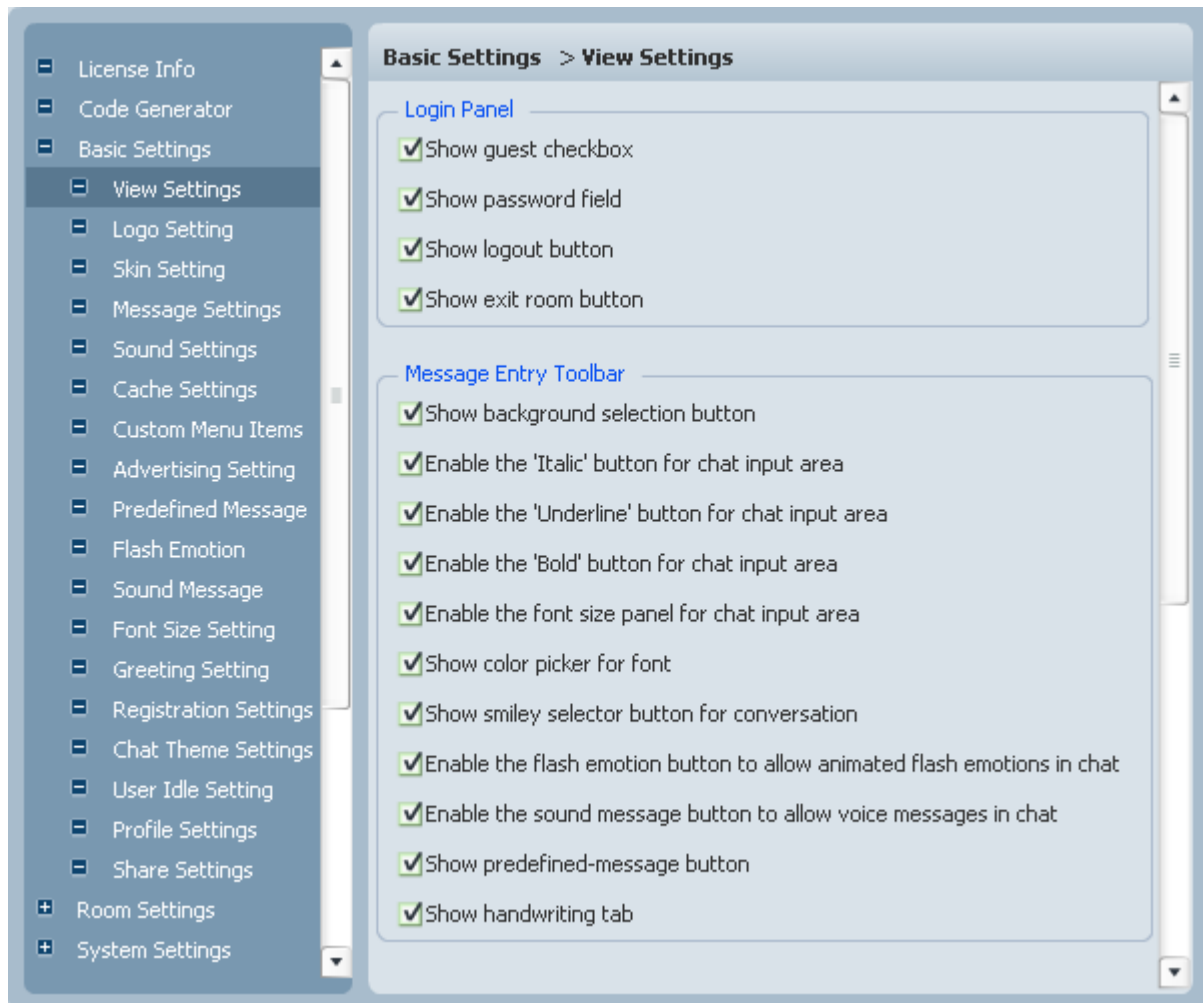 License Info
Code Generator
Basic Settings
View Settings
Logo Setting
Skin Setting
Message Settings
Sound Settings
Cache Settings
Custom Menu Items
Advertising Setting
Predefined Message
Flash Emotion
Sound Message
Font Size Setting
Greeting Setting
Registration Settings
Chat Theme Settings
User Idle Setting
Profile Settings
Share Settings
Room Settings
System Settings
Basic Settings > View Settings
Login Panel
Show guest checkbox
Show password field
Show logout button
Show exit room button
Message Entry Toolbar
Show background selection button
Enable the 'Italic' button for chat input area
Enable the 'Underline' button for chat input area
Enable the 'Bold' button for chat input area
Enable the font size panel for chat input area
Show color picker for font
Show smiley selector button for conversation
Enable the flash emotion button to allow animated flash emotions in chat
Enable the sound message button to allow voice messages in chat
Show predefined-message button
Show handwriting tab